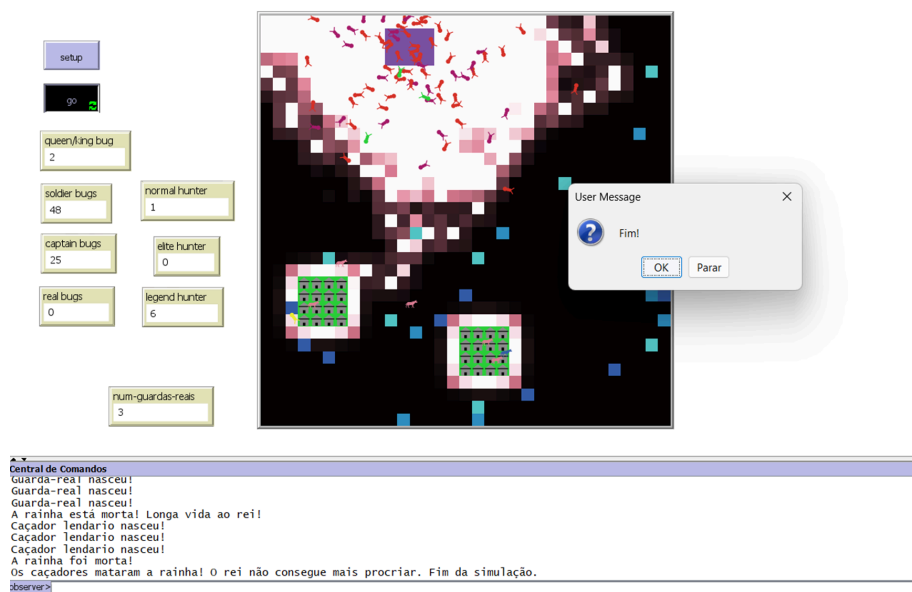 setup
go
queen/king bug
2
soldier bugs
48
normal hunter
1
captain bugs
25
elite hunter
0
real bugs
0
legend hunter
6
num-guardas-reais
3
User Message
Fim!
OK
Parar
Central de Comandos
Guarda-real nasceu!
Guarda-real nasceu!
Guarda-real nasceu!
A rainha está morta! Longa vida ao rei!
Caçador lendario nasceu!
Caçador lendario nasceu!
Caçador lendario nasceu!
A rainha foi morta!
Os caçadores mataram a rainha! O rei não consegue mais procriar. Fim da simulação.
observer>